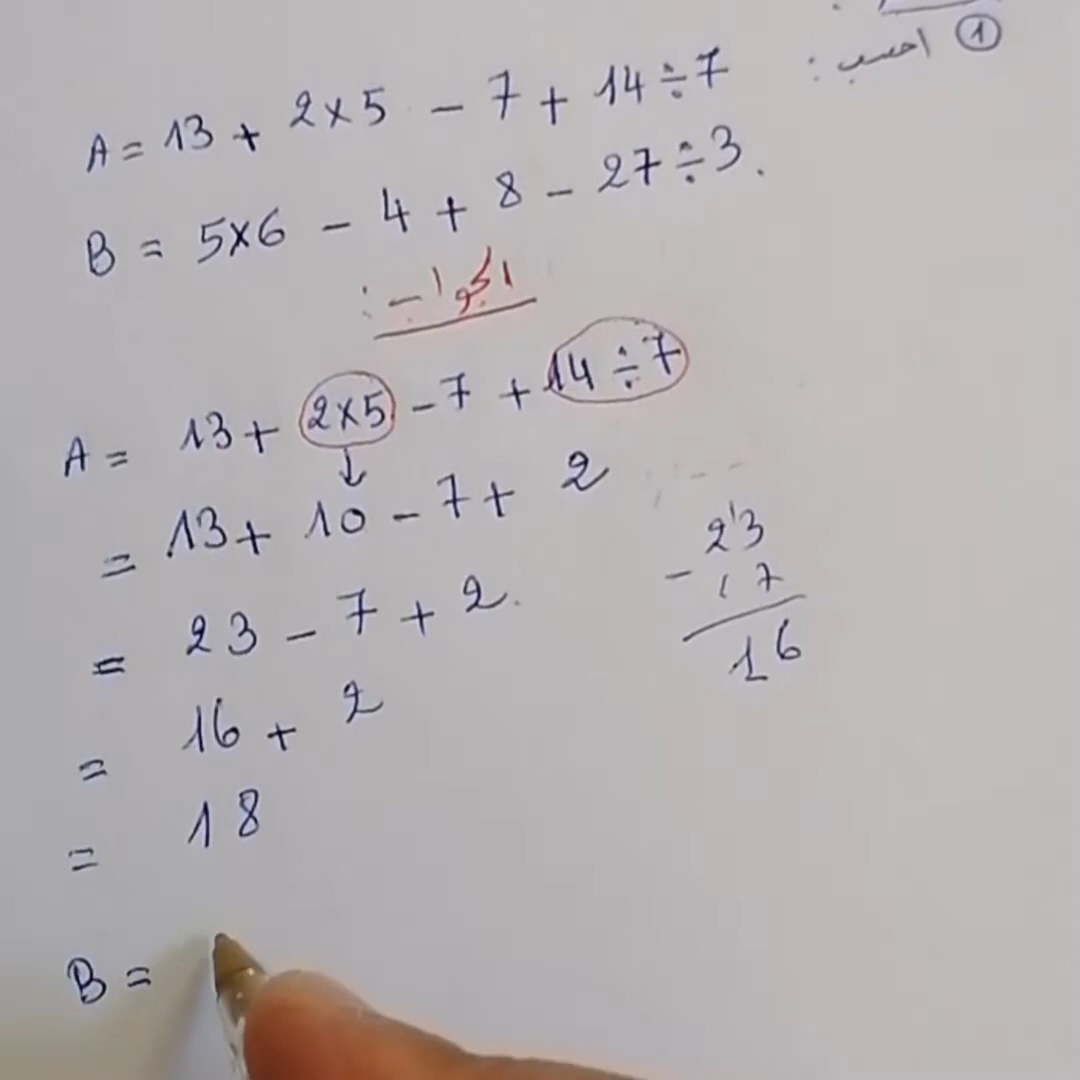 ① احسب :
A = 13 + 2×5 - 7 + 14÷7
B = 5×6 - 4 + 8 - 27÷3.
الجواب :
A = 13 + 2×5 - 7 + 14÷7
↓
= 13 + 10 - 7 + 2
= 23 - 7 + 2.
= 16 + 2
= 18
2¹3
- ₁7
16
B =